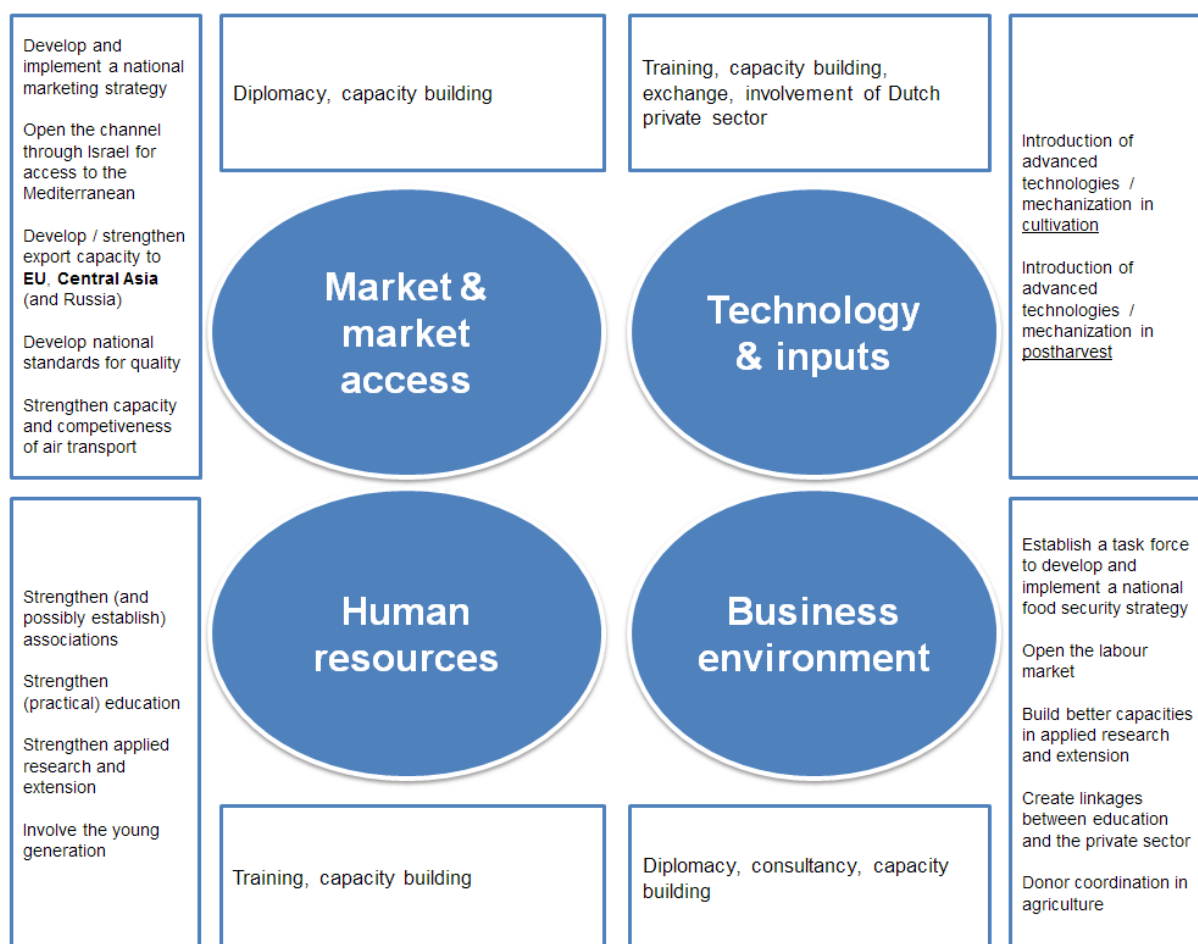 Develop and
implement a national
marketing strategy
Open the channel
through Israel for
access to the
Mediterranean
Develop / strengthen
export capacity to
EU, Central Asia
(and Russia)
Develop national
standards for quality
Strengthen capacity
and competiveness
of air transport
Diplomacy, capacity building
Training, capacity building,
exchange, involvement of Dutch
private sector
Introduction of
advanced
technologies /
mechanization in
cultivation
Introduction of
advanced
technologies /
mechanization in
postharvest
Market &
market
access
Technology
& inputs
Human
resources
Business
environment
Strengthen (and
possibly establish)
associations
Strengthen
(practical) education
Strengthen applied
research and
extension
Involve the young
generation
Training, capacity building
Diplomacy, consultancy, capacity
building
Establish a task force
to develop and
implement a national
food security strategy
Open the labour
market
Build better capacities
in applied research
and extension
Create linkages
between education
and the private sector
Donor coordination in
agriculture